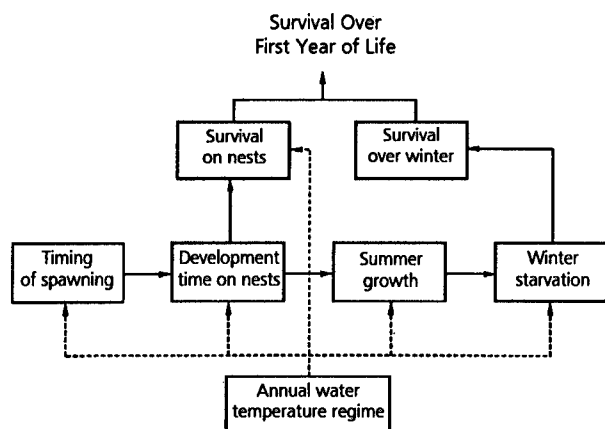 Survival Over
First Year of Life
Survival
on nests
Survival
over winter
Timing
of spawning
Development
time on nests
Summer
growth
Winter
starvation
Annual water
temperature regime